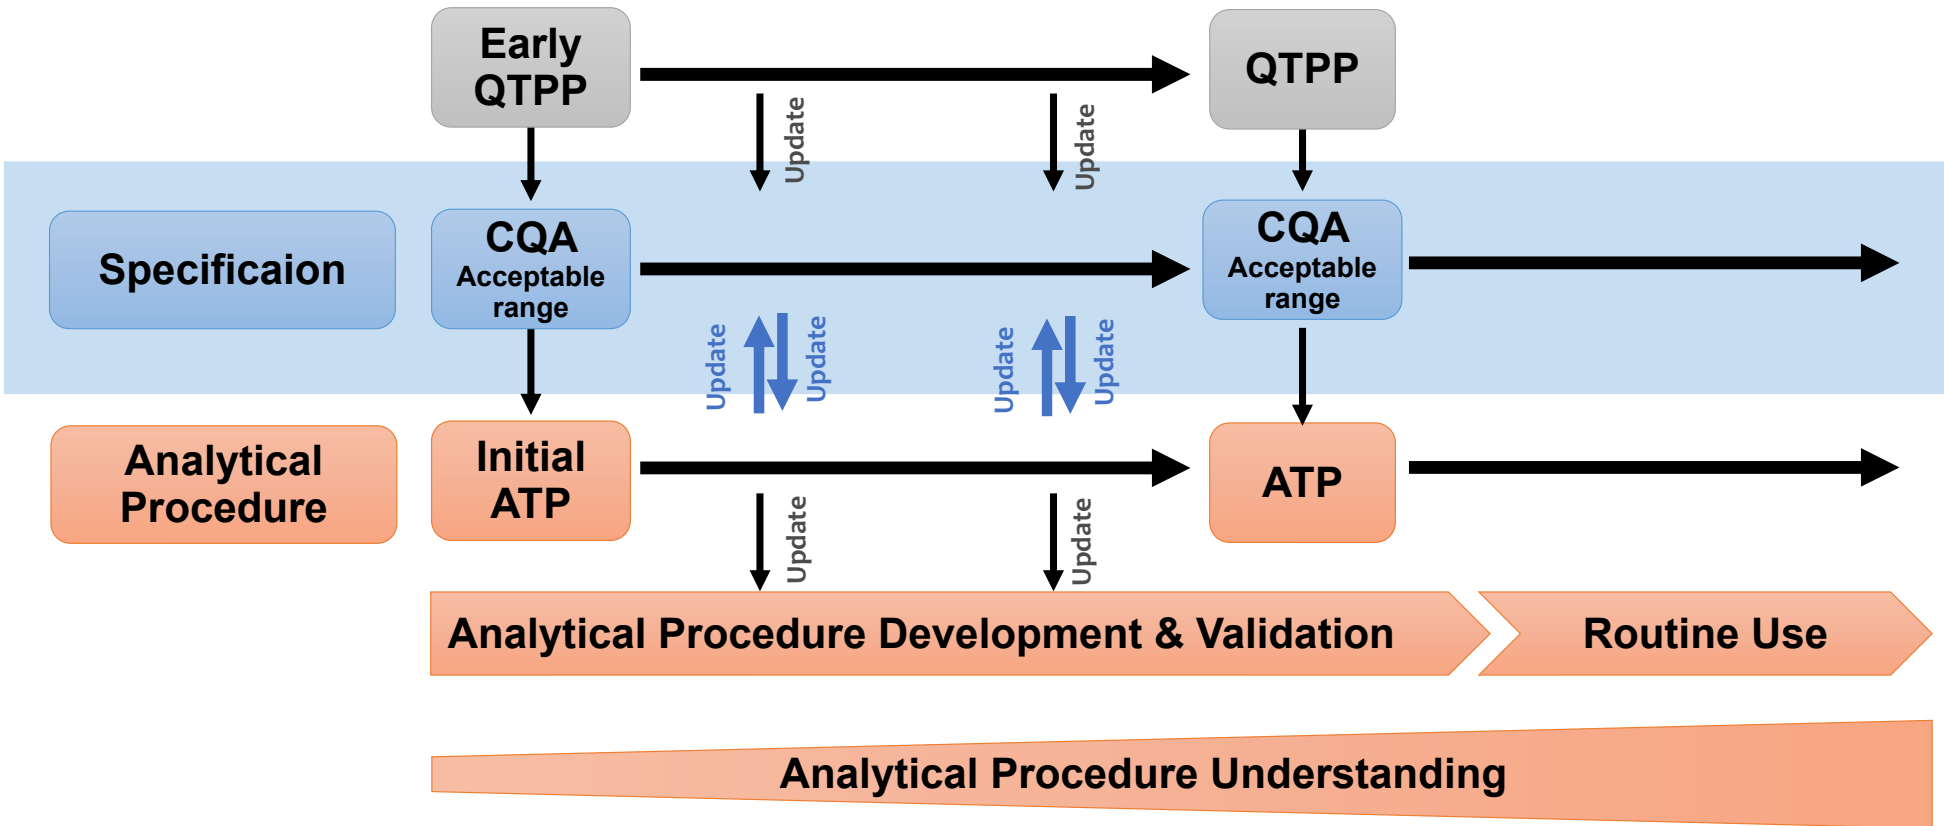 Early
QTPP
QTPP
Update
Update
Specificaion
CQA
Acceptable
range
CQA
Acceptable
range
Update
Update
Update
Update
Analytical
Procedure
Initial
ATP
ATP
Update
Update
Analytical Procedure Development & Validation
Routine Use
Analytical Procedure Understanding